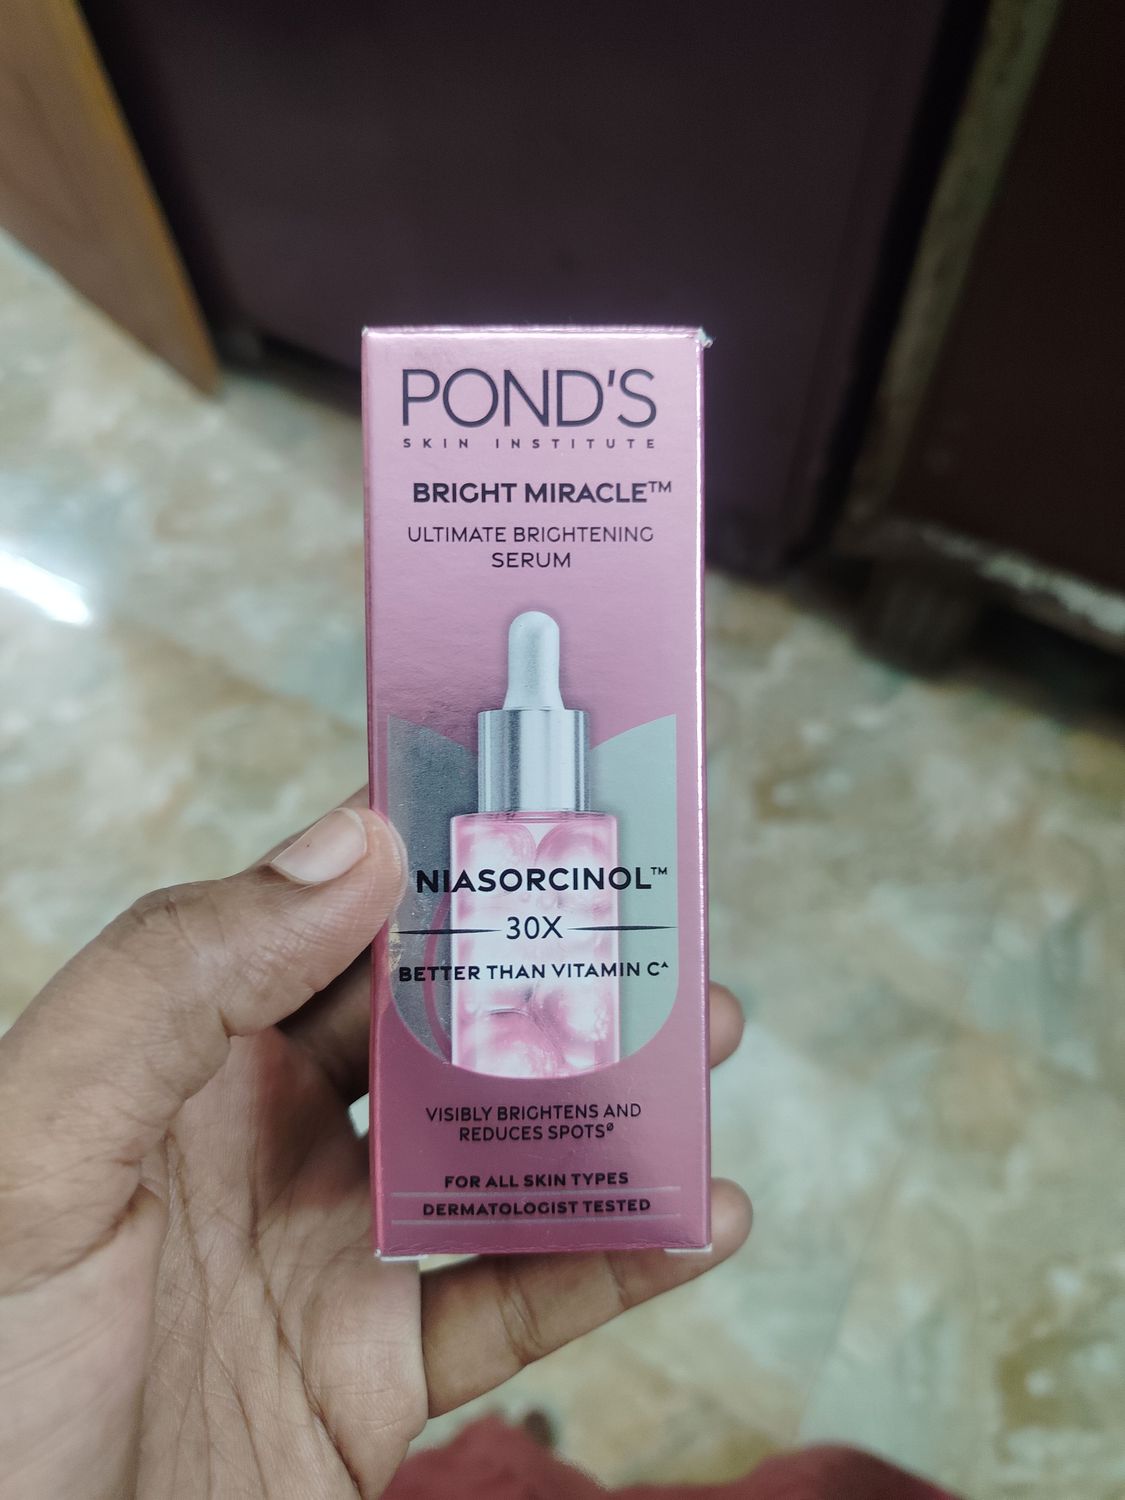 POND'S
SKIN INSTITUTE
BRIGHT MIRACLE™
ULTIMATE BRIGHTENING
SERUM
NIASORCINOL™
30X
BETTER THAN VITAMIN C^
VISIBLY BRIGHTENS AND
REDUCES SPOTSø
FOR ALL SKIN TYPES
DERMATOLOGIST TESTED